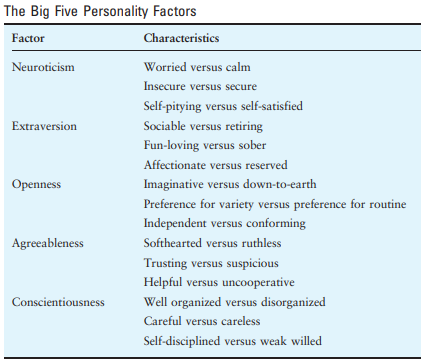 The Big Five Personality Factors
Factor Characteristics
Neuroticism Worried versus calm
Insecure versus secure
Self-pitying versus self-satisfied
Extraversion Sociable versus retiring
Fun-loving versus sober
Affectionate versus reserved
Openness Imaginative versus down-to-earth
Preference for variety versus preference for routine
Independent versus conforming
Agreeableness Softhearted versus ruthless
Trusting versus suspicious
Helpful versus uncooperative
Conscientiousness Well organized versus disorganized
Careful versus careless
Self-disciplined versus weak willed